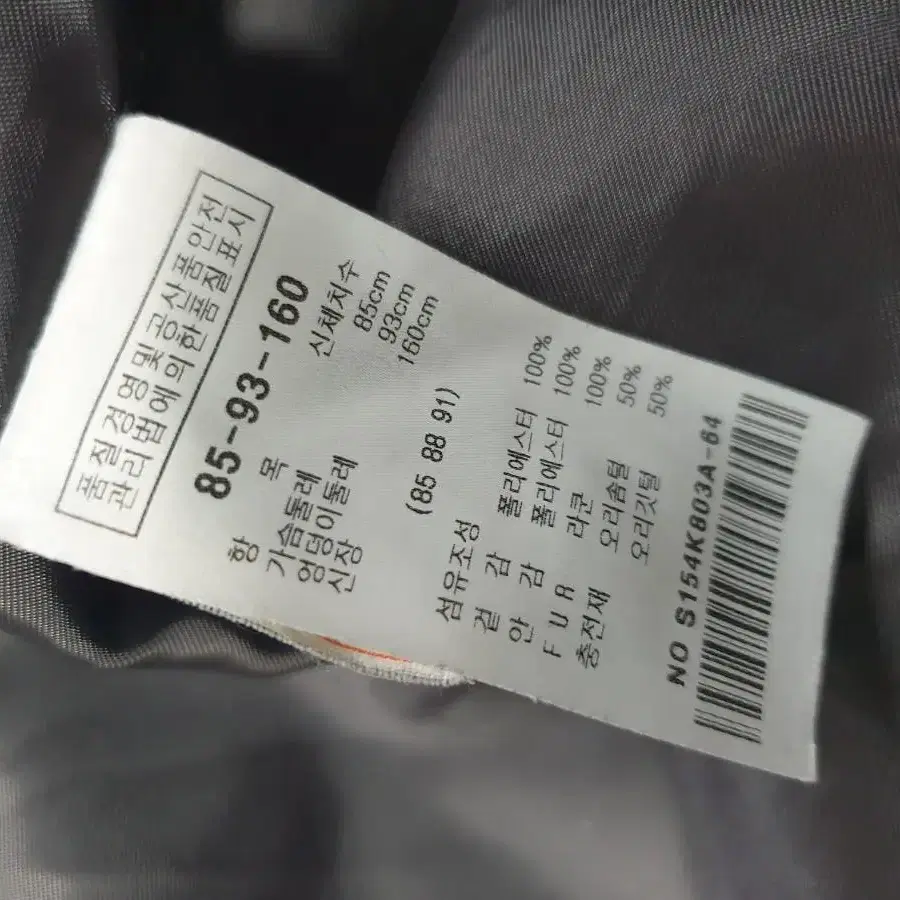 품질경영 및 공산품안전
관리법에 의한 품질표시
85-93-160
항 목 신체치수
가슴둘레 85cm
엉덩이둘레 93cm
신장 160cm
(85 88 91)
섬유조성
겉 감 폴리에스터 100%
안 감 폴리에스터 100%
F U R 라쿤 100%
충전재 오리솜털 50%
오리깃털 50%
NO S154K803A-64